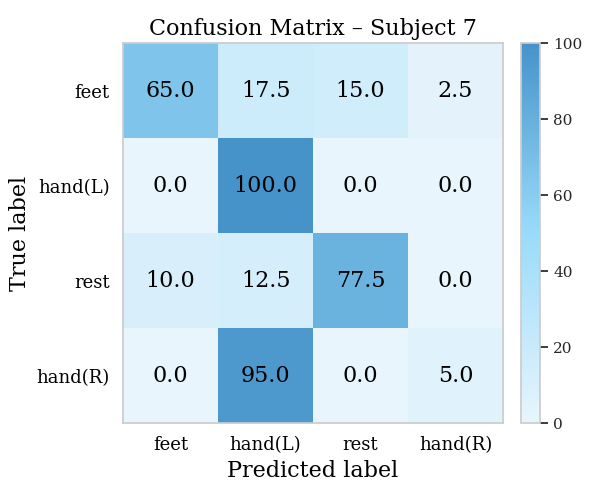 Confusion Matrix – Subject 7
True label
feet 65.0 17.5 15.0 2.5
hand(L) 0.0 100.0 0.0 0.0
rest 10.0 12.5 77.5 0.0
hand(R) 0.0 95.0 0.0 5.0
feet hand(L) rest hand(R)
Predicted label
100
80
60
40
20
0